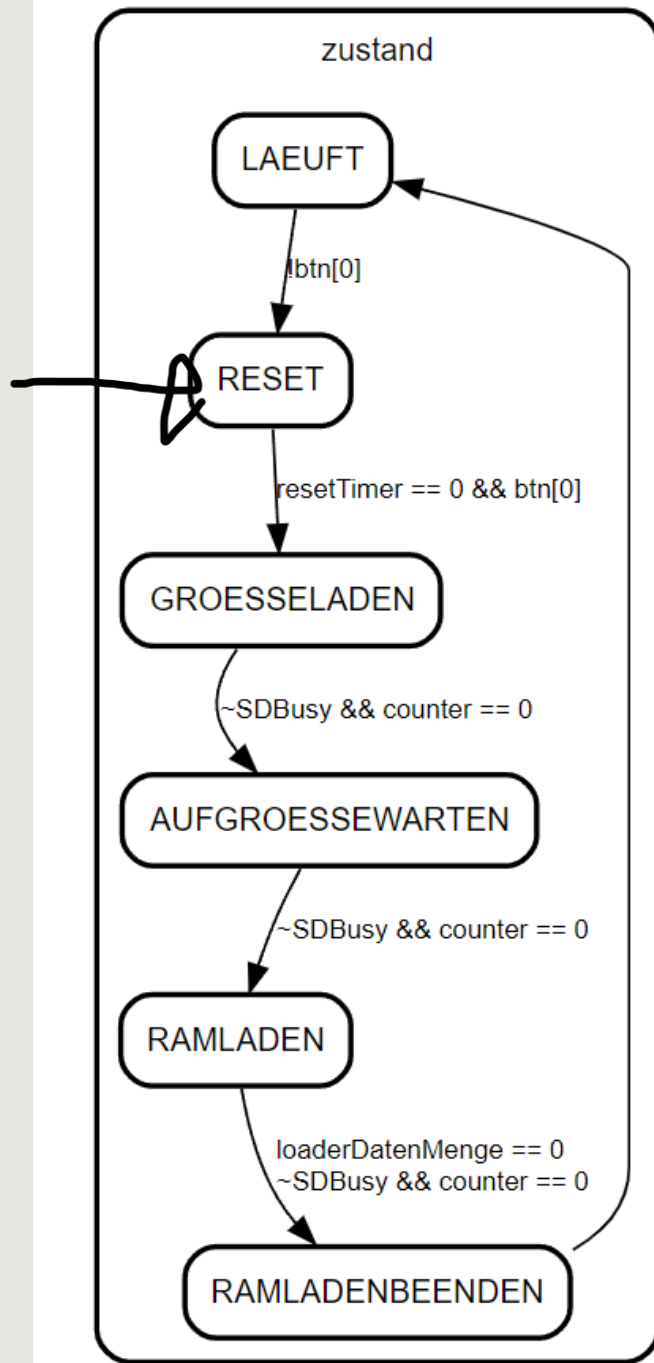 zustand
LAEUFT
!btn[0]
RESET
resetTimer == 0 && btn[0]
GROESSELADEN
~SDBusy && counter == 0
AUFGROESSEWARTEN
~SDBusy && counter == 0
RAMLADEN
loaderDatenMenge == 0
~SDBusy && counter == 0
RAMLADENBEENDEN